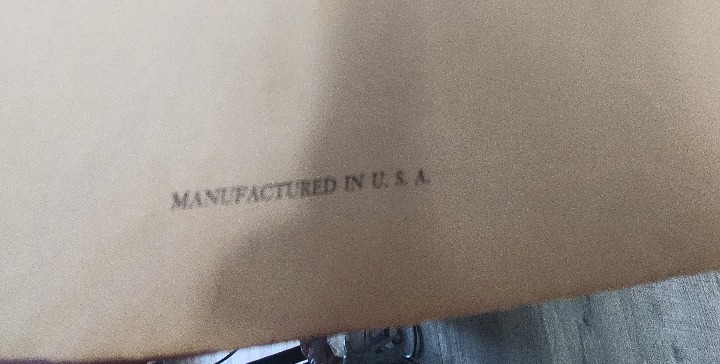 MANUFACTURED IN U. S. A.